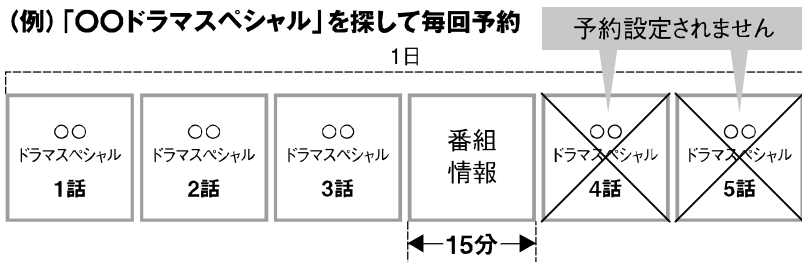 (例)「〇〇ドラマスペシャル」を探して毎回予約
予約設定されません
1日
〇〇
ドラマスペシャル
1話
〇〇
ドラマスペシャル
2話
〇〇
ドラマスペシャル
3話
番組
情報
〇〇
ドラマスペシャル
4話
〇〇
ドラマスペシャル
5話
15分